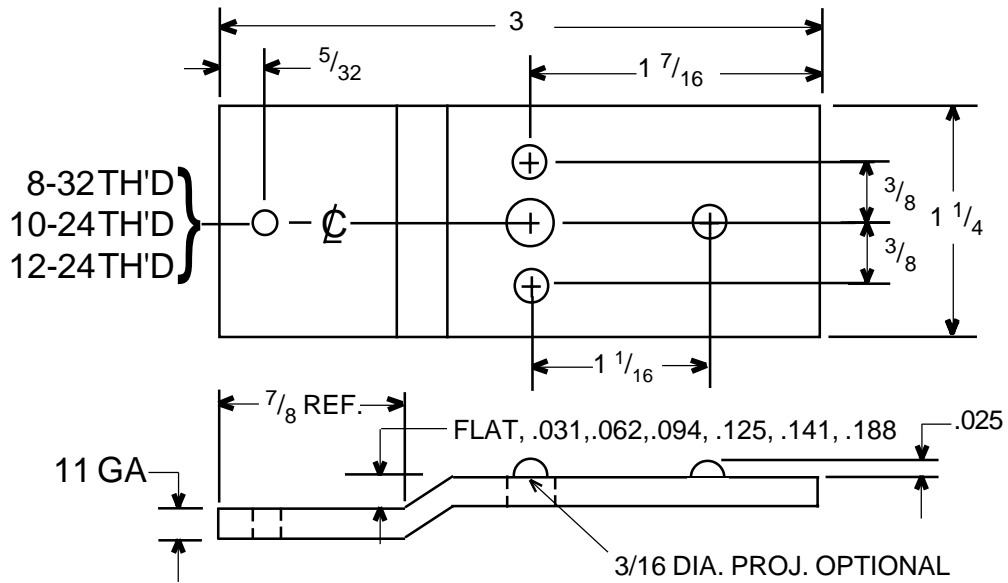 3
5/32
1 7/16
8-32 TH'D
10-24 TH'D
12-24 TH'D
℄
3/8
1 1/4
3/8
1 1/16
7/8 REF.
FLAT, .031,.062,.094, .125, .141, .188
.025
11 GA
3/16 DIA. PROJ. OPTIONAL